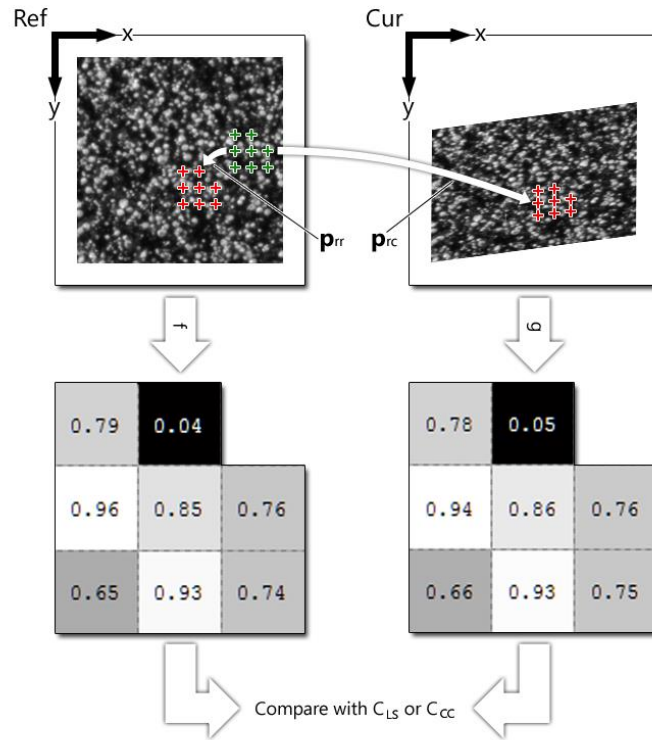 Ref
Cur
x
x
y
y
prr
prc
f
g
0.79 0.04
0.96 0.85 0.76
0.65 0.93 0.74
0.78 0.05
0.94 0.86 0.76
0.66 0.93 0.75
Compare with CLS or CCC